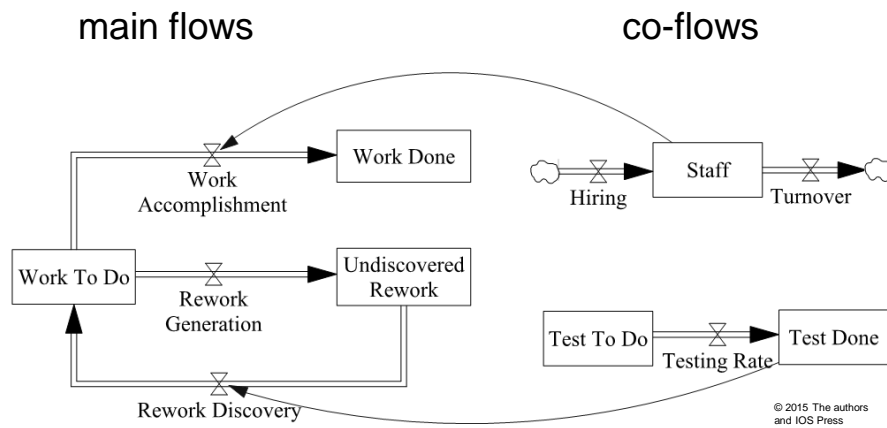 main flows
co-flows
Work Done
Work
Accomplishment
Staff
Hiring
Turnover
Work To Do
Undiscovered
Rework
Rework
Generation
Test To Do
Test Done
Testing Rate
Rework Discovery
© 2015 The authors
and IOS Press